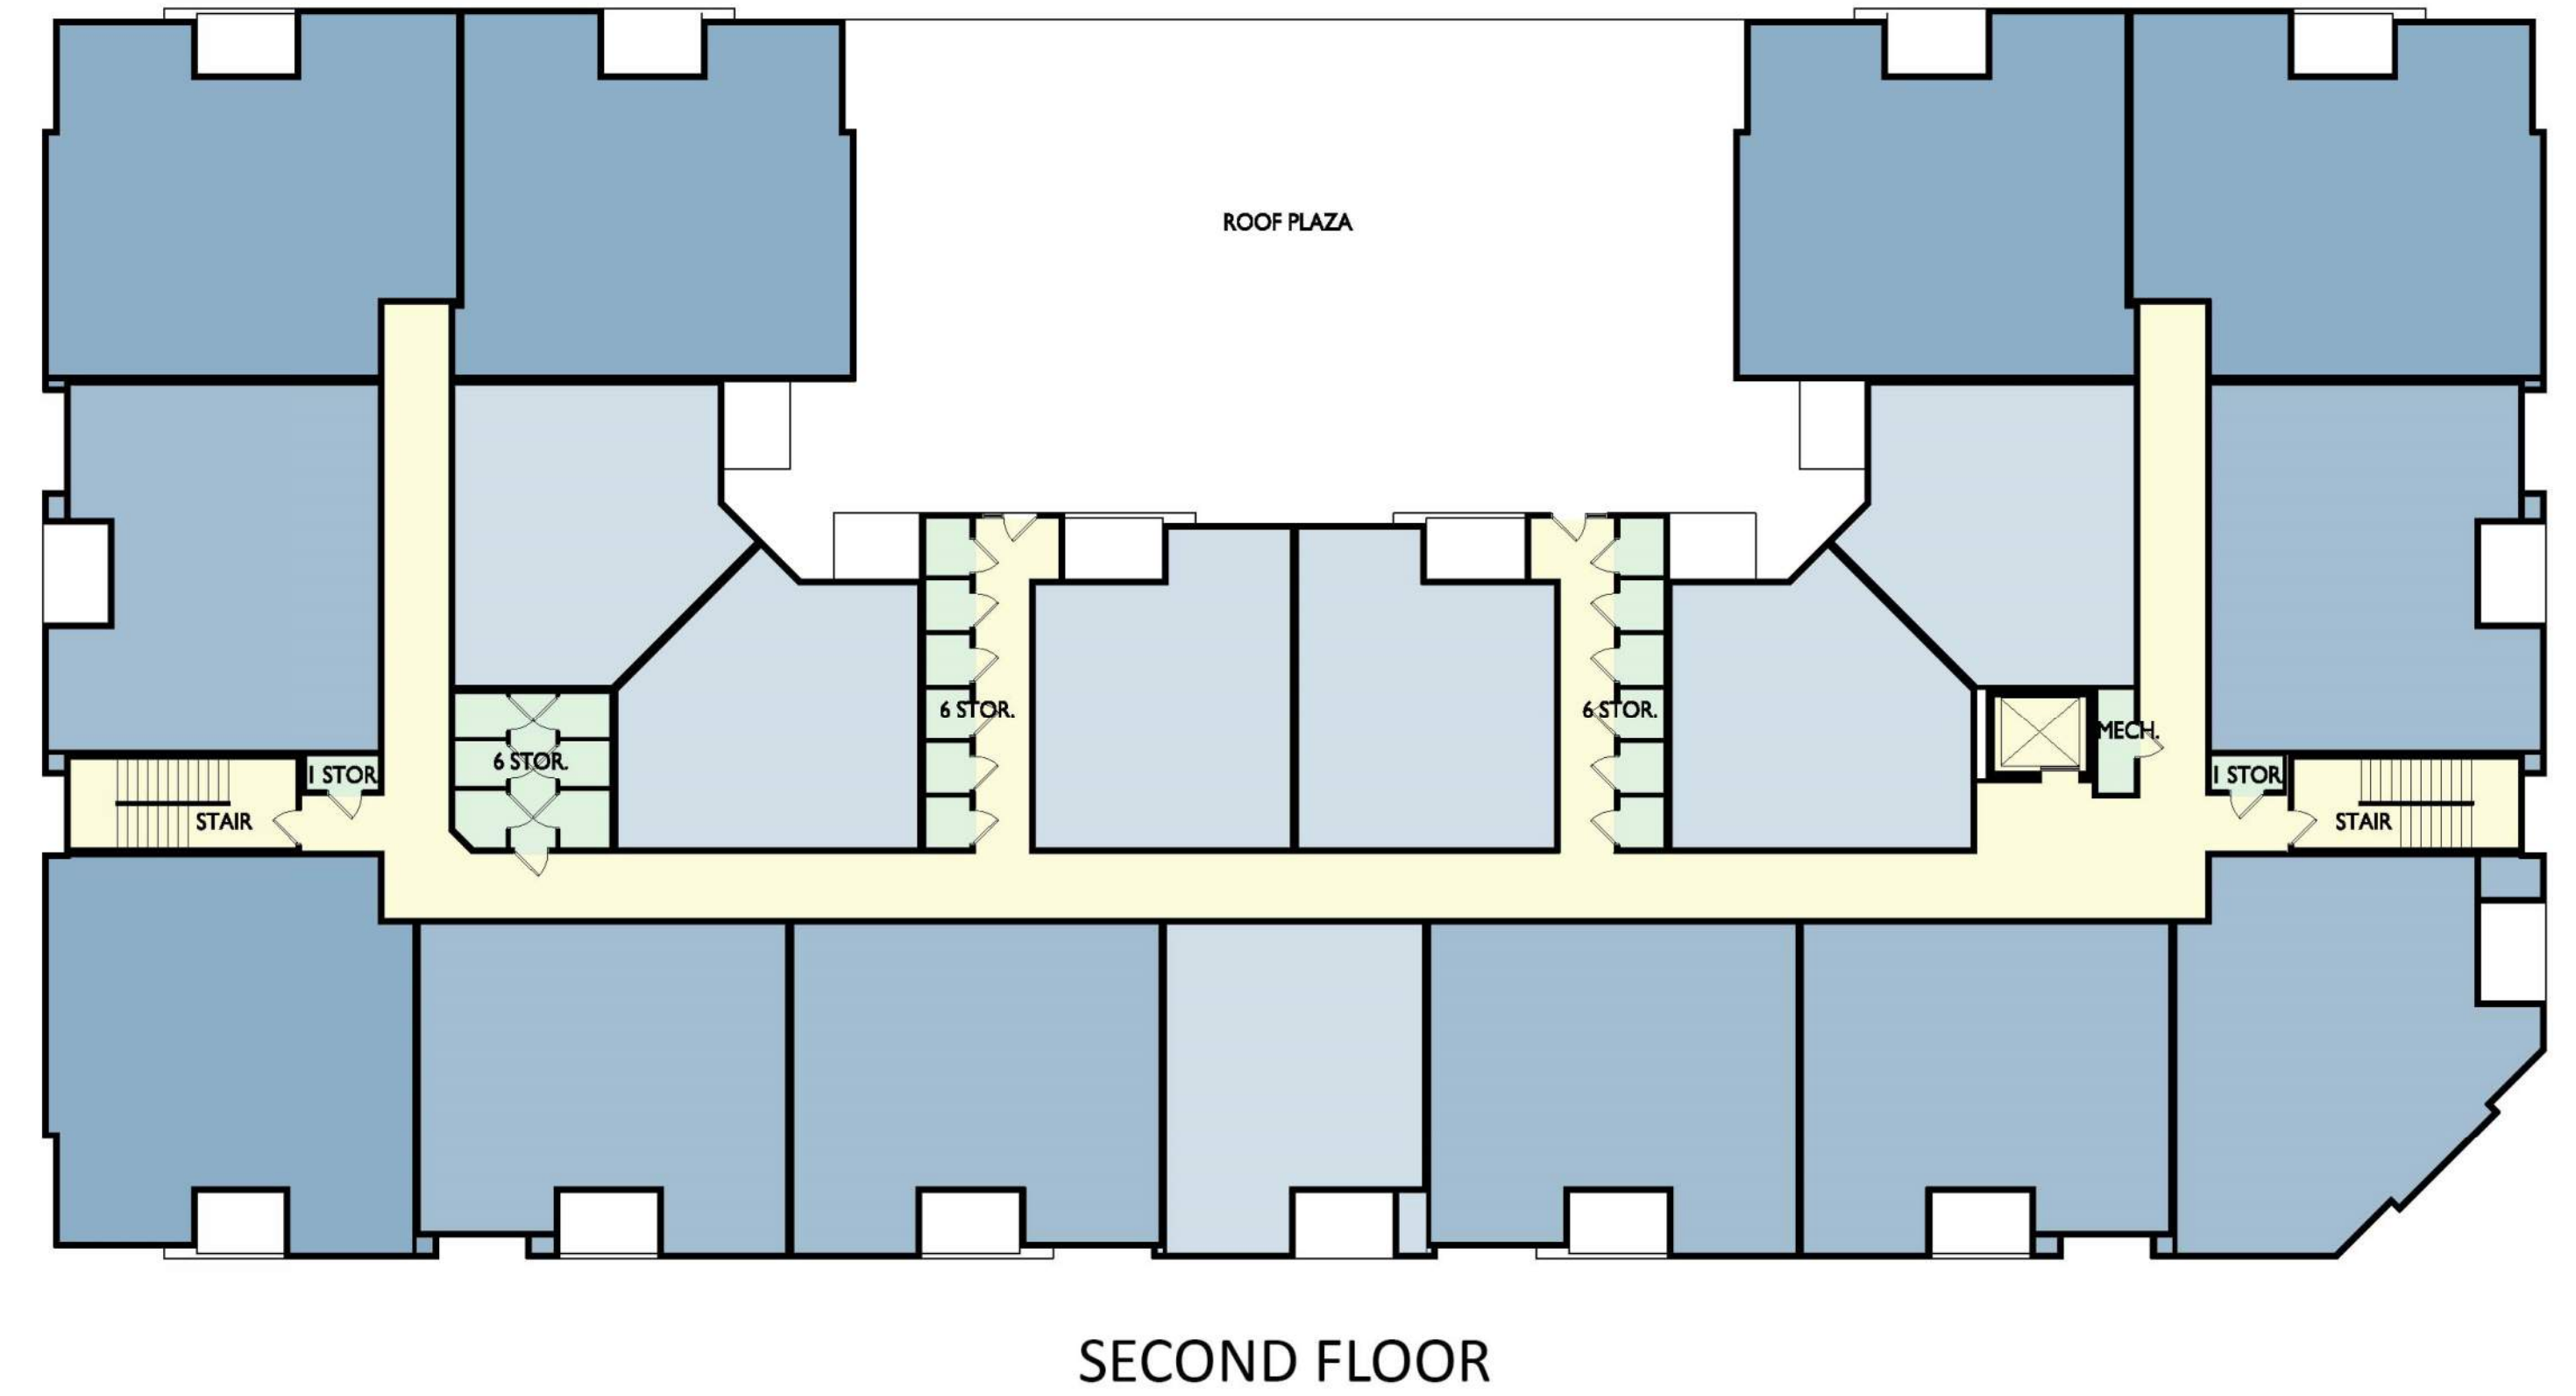 ROOF PLAZA
6 STOR.
6 STOR.
MECH.
6 STOR.
1 STOR
1 STOR
STAIR
STAIR
SECOND FLOOR